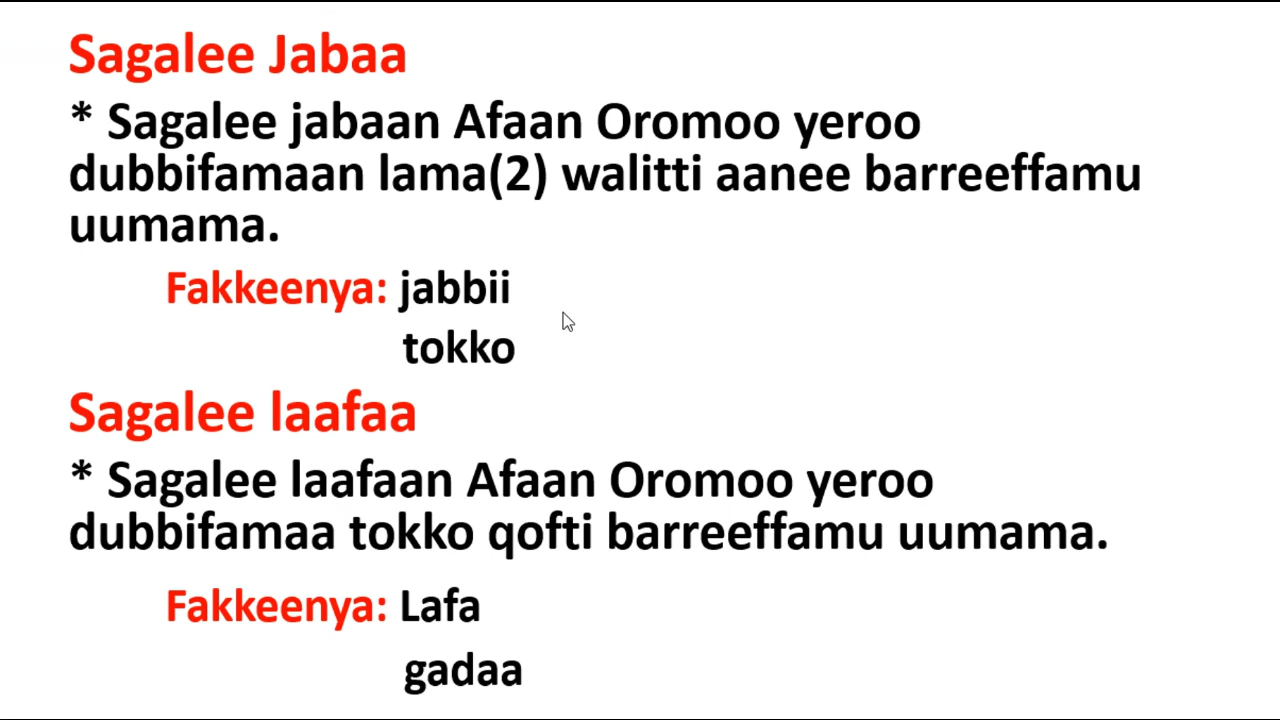 Sagalee Jabaa
* Sagalee jabaan Afaan Oromoo yeroo
dubbifamaan lama(2) walitti aanee barreeffamu
uumama.
Fakkeenya: jabbii
tokko
Sagalee laafaa
* Sagalee laafaan Afaan Oromoo yeroo
dubbifamaa tokko qofti barreeffamu uumama.
Fakkeenya: Lafa
gadaa